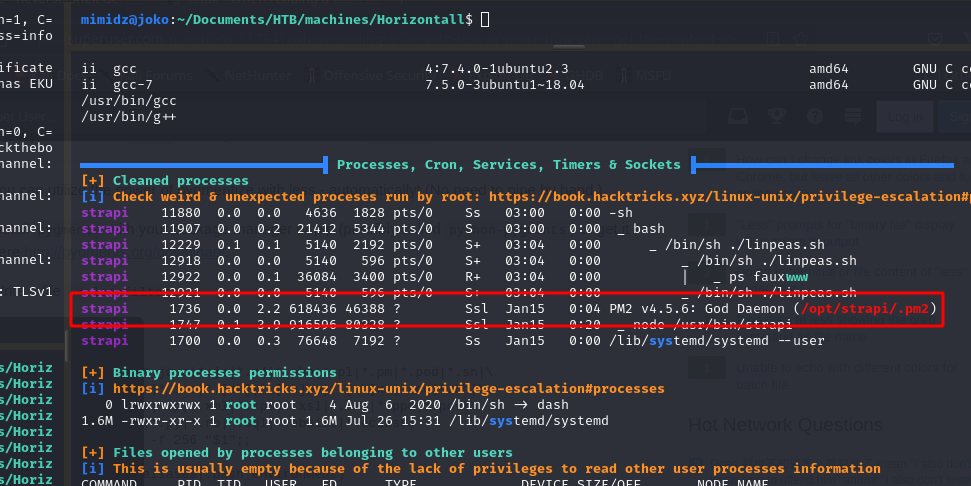 n=1, C=
ss=info
ificate
nas EKU
n=0, C=
ckthebo
hannel:
hannel:
hannel:
hannel:
: TLSv1
s/Horiz
s/Horiz
s/Horiz
s/Horiz
s/Horiz
s/Horiz
s/Horiz
s/Horiz
mimidz@joko:~/Documents/HTB/machines/Horizontall$
ii  gcc                                    4:7.4.0-1ubuntu2.3                              amd64        GNU C co
ii  gcc-7                                  7.5.0-3ubuntu1~18.04                            amd64        GNU C co
/usr/bin/gcc
/usr/bin/g++
Processes, Cron, Services, Timers & Sockets
[+] Cleaned processes
[i] Check weird & unexpected proceses run by root: https://book.hacktricks.xyz/linux-unix/privilege-escalation#p
strapi    11880  0.0  0.0   4636  1828 pts/0    Ss   03:00   0:00 -sh
strapi    11907  0.0  0.2  21412  5344 pts/0    S    03:00   0:00  _ bash
strapi    12229  0.1  0.1   5140  2192 pts/0    S+   03:04   0:00      _ /bin/sh ./linpeas.sh
strapi    12918  0.0  0.0   5140   596 pts/0    S+   03:04   0:00          _ /bin/sh ./linpeas.sh
strapi    12922  0.0  0.1  36084  3400 pts/0    R+   03:04   0:00          |   _ ps fauxwww
strapi    12921  0.0  0.0   5140   596 pts/0    S+   03:04   0:00          _ /bin/sh ./linpeas.sh
strapi     1736  0.0  2.2 618436 46388 ?        Ssl  Jan15   0:04 PM2 v4.5.6: God Daemon (/opt/strapi/.pm2)
strapi     1747  0.1  3.9 916596 80328 ?        Ssl  Jan15   0:20  _ node /usr/bin/strapi
strapi     1700  0.0  0.3  76648  7192 ?        Ss   Jan15   0:00 /lib/systemd/systemd --user
[+] Binary processes permissions
[i] https://book.hacktricks.xyz/linux-unix/privilege-escalation#processes
   0 lrwxrwxrwx 1 root root    4 Aug  6  2020 /bin/sh -> dash
1.6M -rwxr-xr-x 1 root root 1.6M Jul 26 15:31 /lib/systemd/systemd
[+] Files opened by processes belonging to other users
[i] This is usually empty because of the lack of privileges to read other user processes information
COMMAND     PID  TID   USER   FD      TYPE             DEVICE SIZE/OFF       NODE NAME
Hot Network Questions